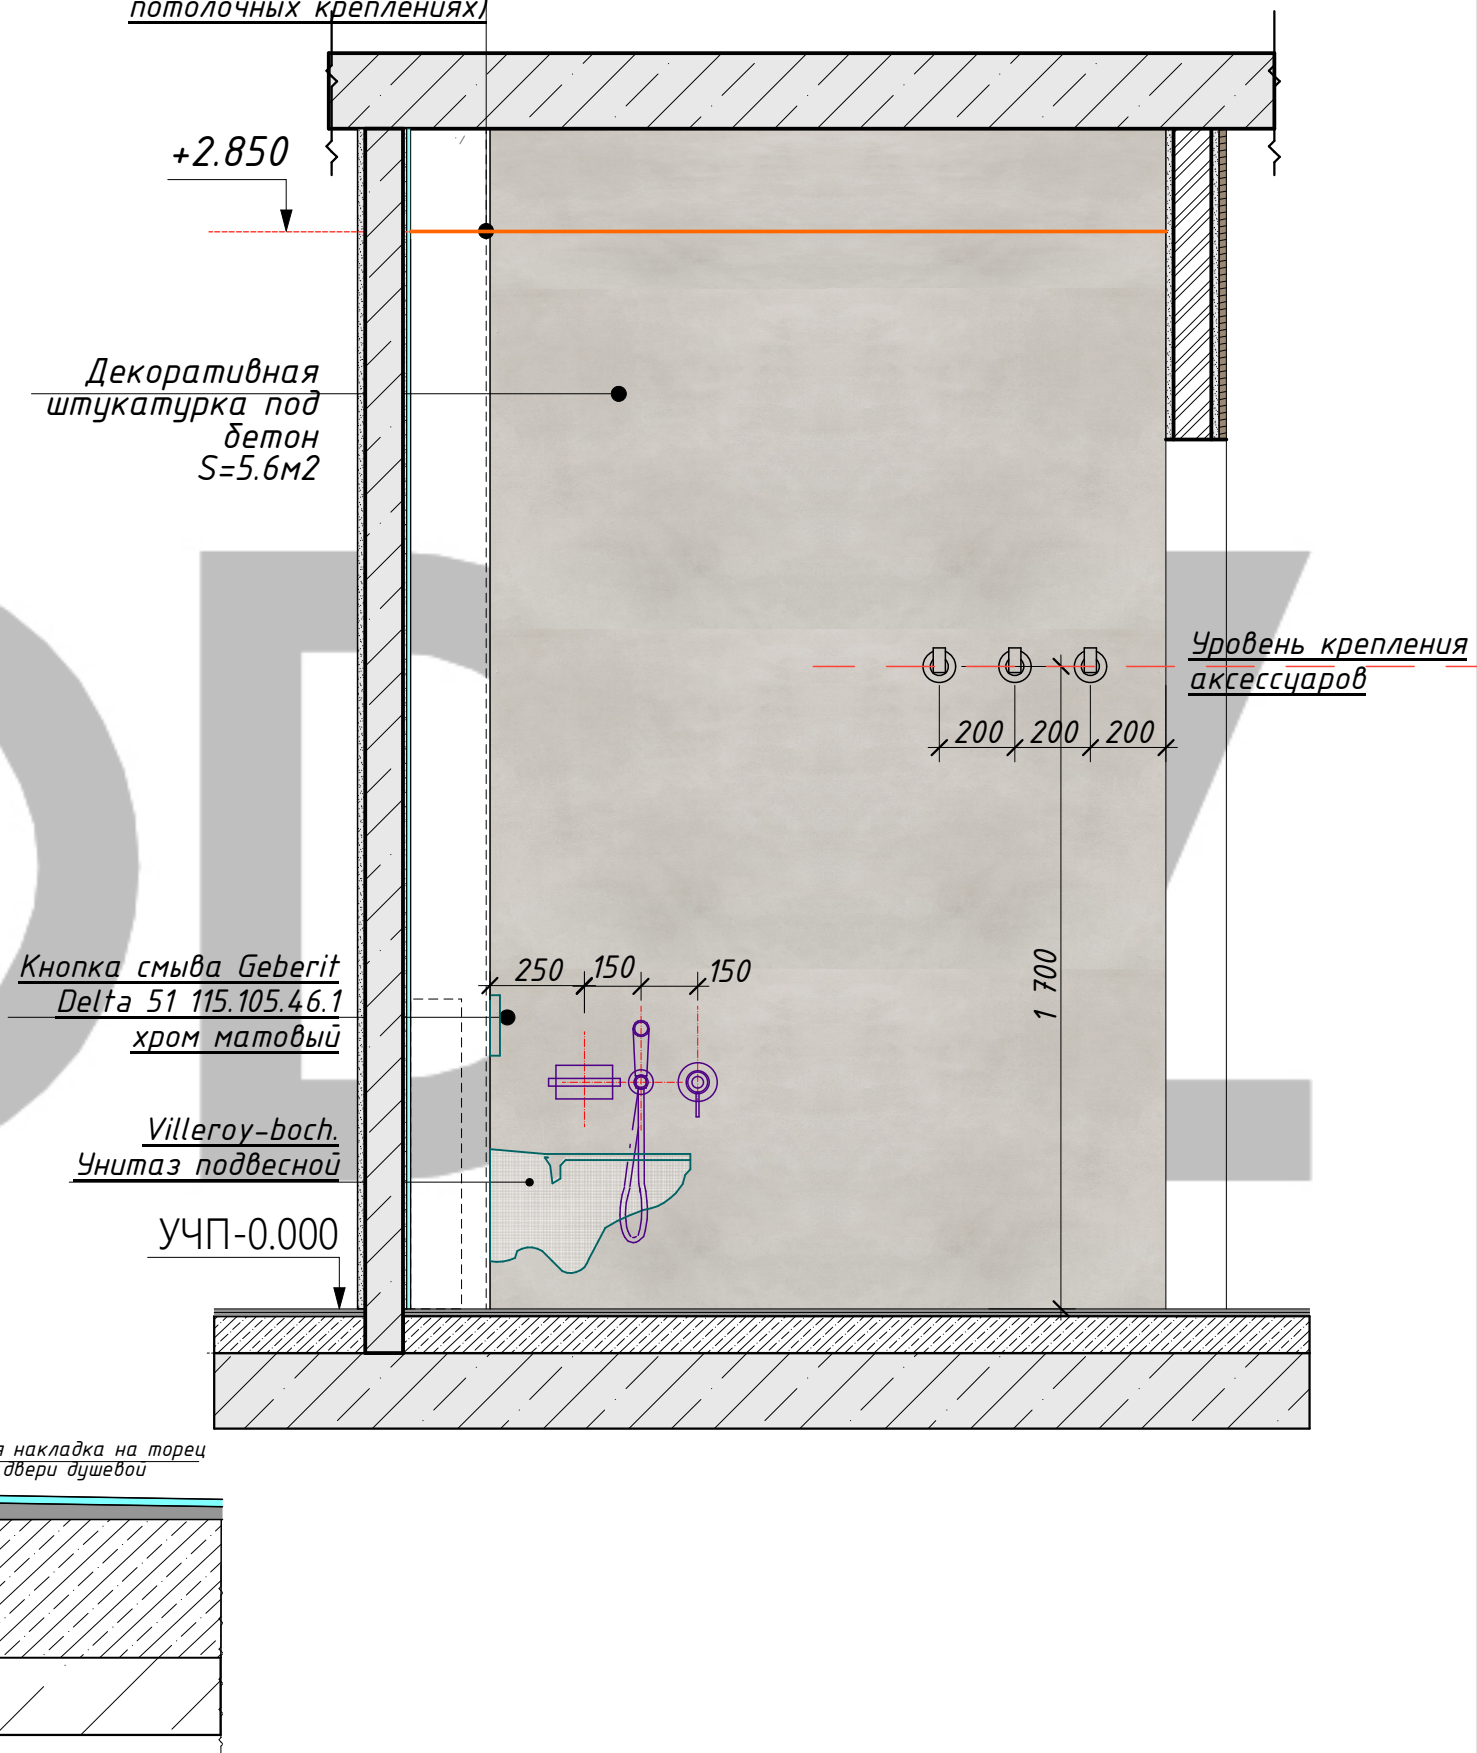 потолочных креплениях)
+2.850
Декоративная
штукатурка под
бетон
S=5.6м2
Уровень крепления
аксессуаров
200 200 200
1 700
Кнопка смыва Geberit
Delta 51 115.105.46.1
хром матовый
250 150 150
Villeroy-boch.
Унитаз подвесной
УЧП-0.000
накладка на торец
двери душевой